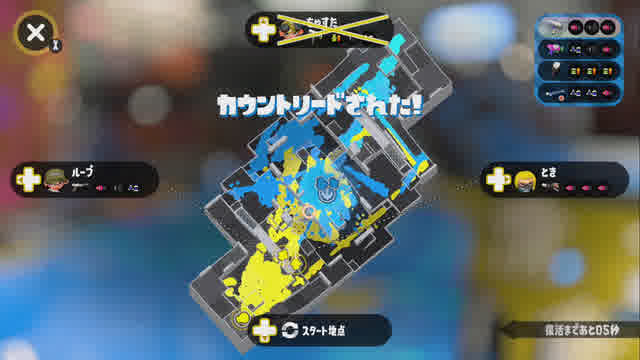 ちゃすた
カウントリードされた!
ループ
とき
スタート地点
復活まであと05秒